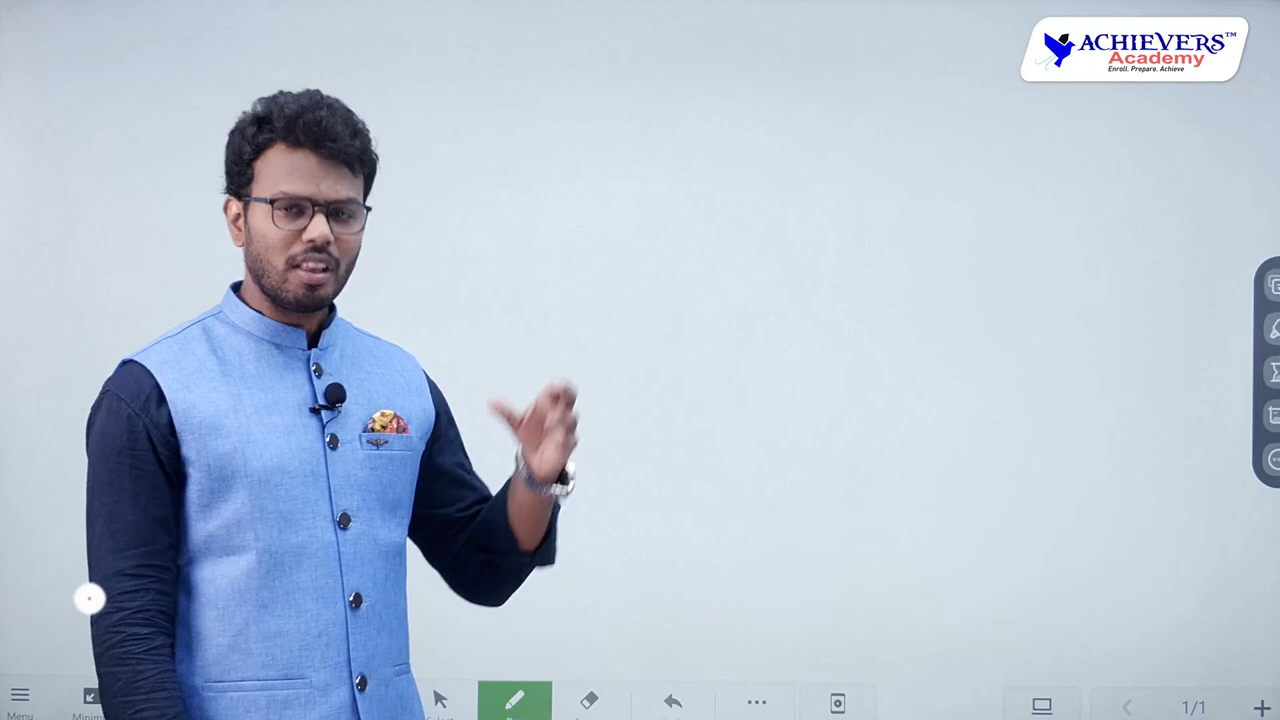 ACHIEVERS™
Academy
Enroll. Prepare. Achieve
Menu
1/1